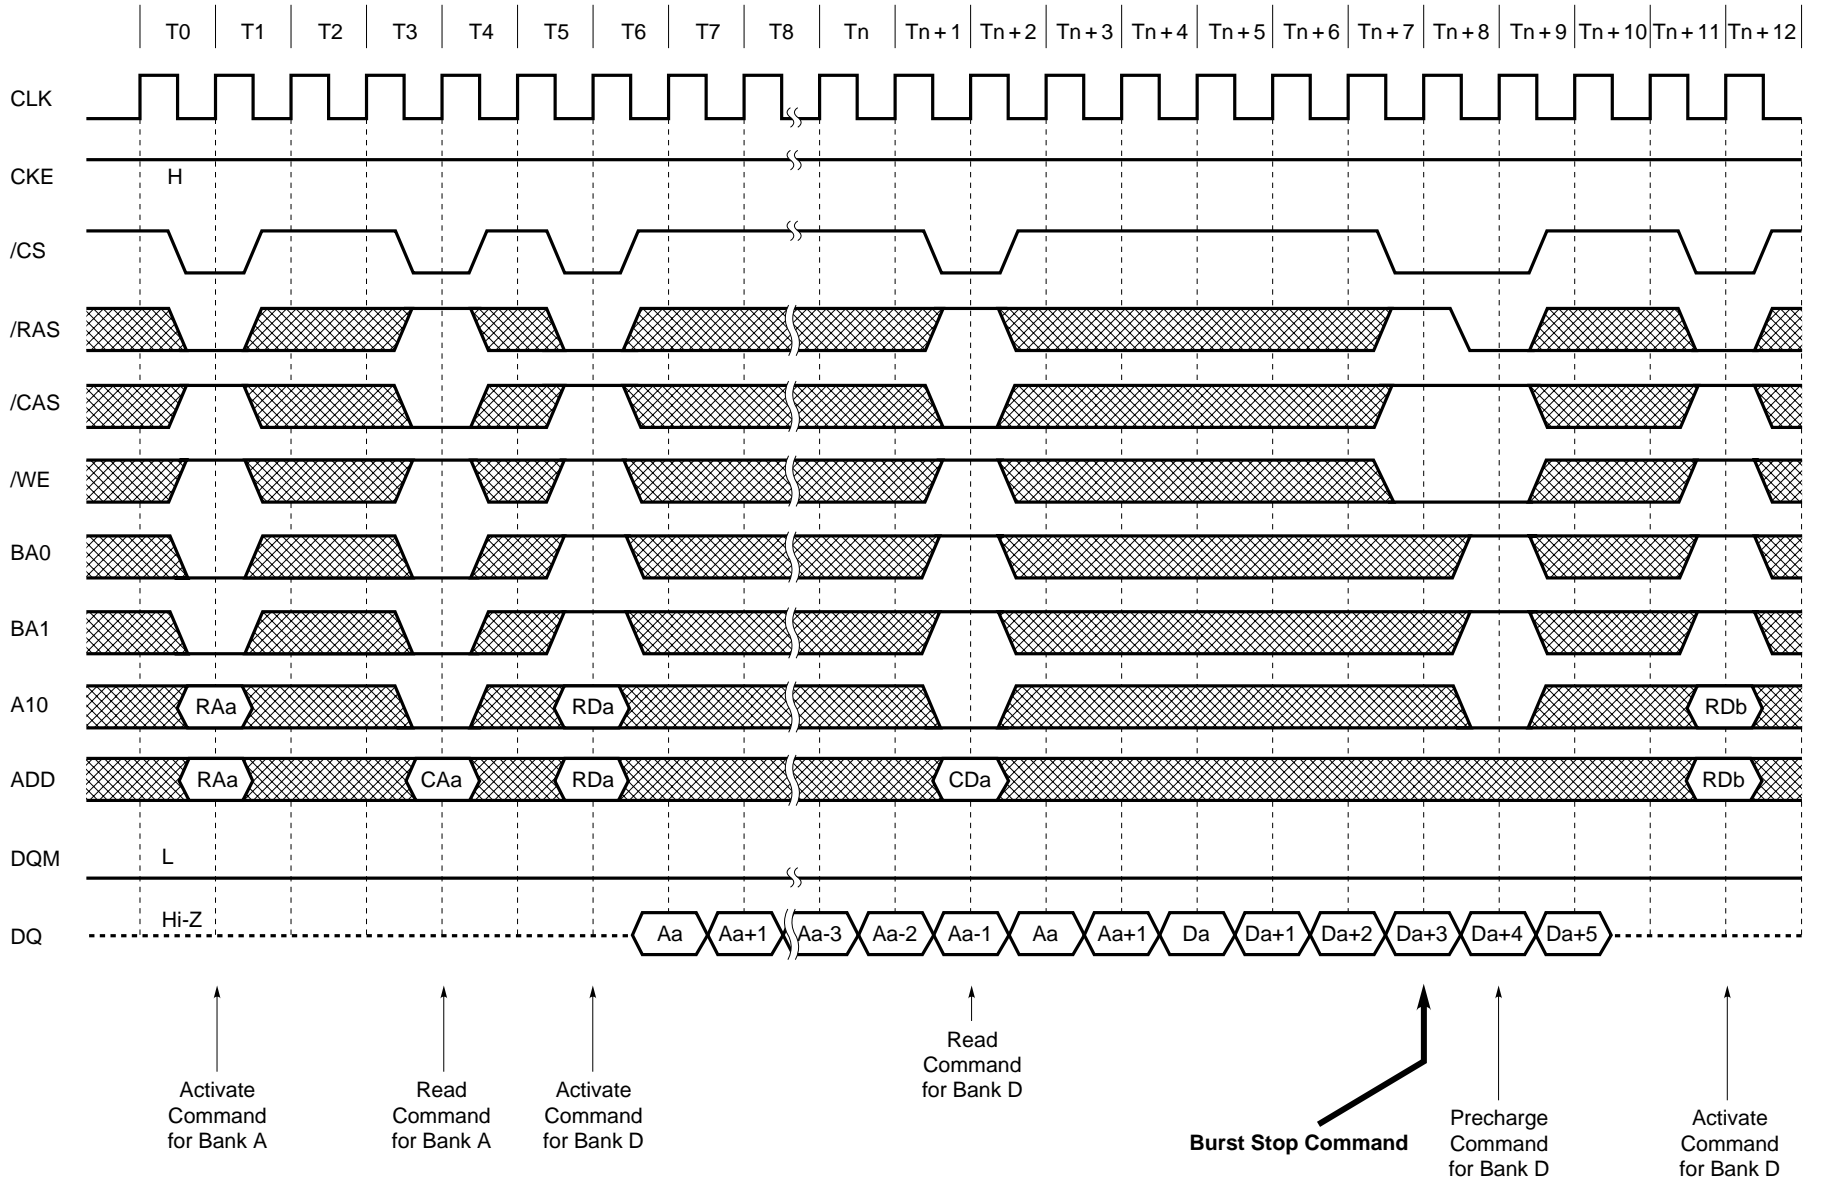 T0 T1 T2 T3 T4 T5 T6 T7 T8 Tn Tn + 1 Tn + 2 Tn + 3 Tn + 4 Tn + 5 Tn + 6 Tn + 7 Tn + 8 Tn + 9 Tn + 10 Tn + 11 Tn + 12
CLK
CKE H
/CS
/RAS
/CAS
/WE
BA0
BA1
A10 RAa RDa RDb
ADD RAa CAa RDa CDa RDb
DQM L
Hi-Z
DQ Aa Aa+1 Aa-3 Aa-2 Aa-1 Aa Aa+1 Da Da+1 Da+2 Da+3 Da+4 Da+5
Activate
Command
for Bank A
Read
Command
for Bank A
Activate
Command
for Bank D
Read
Command
for Bank D
Burst Stop Command
Precharge
Command
for Bank D
Activate
Command
for Bank D